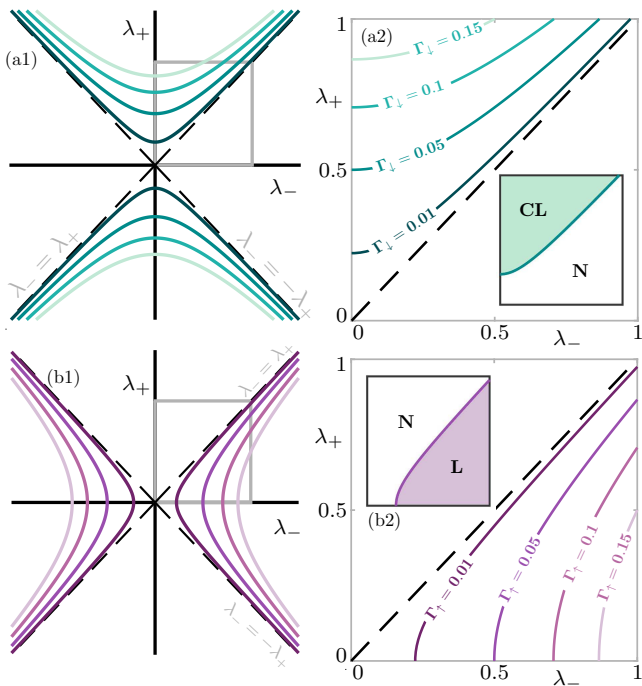 (a1)
λ₊
λ₋
λ₋ = λ₊
λ₋ = −λ₊
(a2)
λ₊
1
0.5
0
0
0.5
λ₋
1
Γ↓ = 0.15
Γ↓ = 0.1
Γ↓ = 0.05
Γ↓ = 0.01
CL
N
(b1)
λ₊
λ₋
λ₋ = λ₊
λ₋ = −λ₊
(b2)
λ₊
1
0.5
0
0
0.5
λ₋
1
N
L
Γ↑ = 0.01
Γ↑ = 0.05
Γ↑ = 0.1
Γ↑ = 0.15